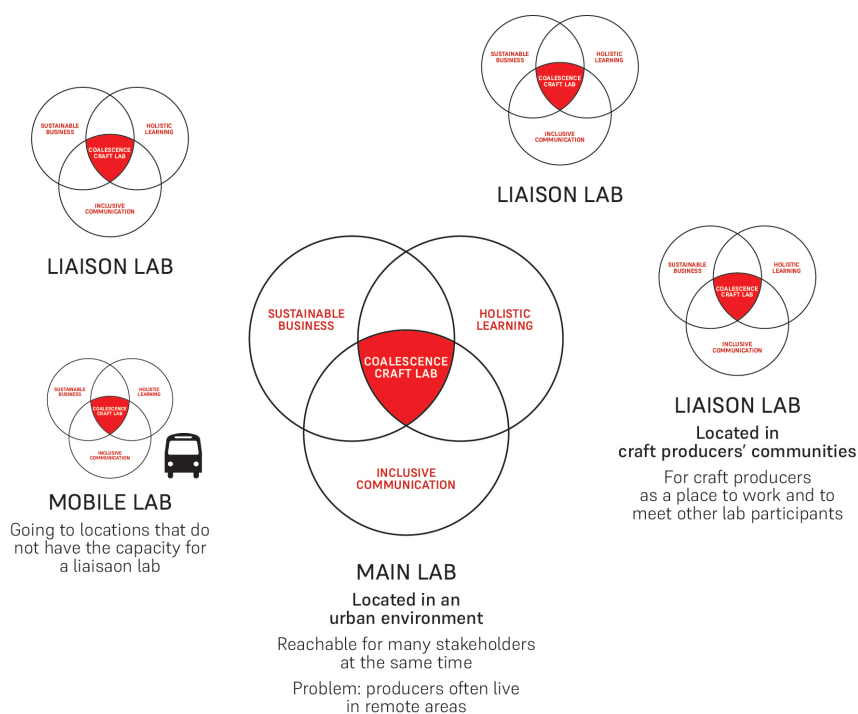 SUSTAINABLE
BUSINESS
HOLISTIC
LEARNING
COALESCENCE
CRAFT LAB
INCLUSIVE
COMMUNICATION
LIAISON LAB
SUSTAINABLE
BUSINESS
HOLISTIC
LEARNING
COALESCENCE
CRAFT LAB
INCLUSIVE
COMMUNICATION
LIAISON LAB
SUSTAINABLE
BUSINESS
HOLISTIC
LEARNING
COALESCENCE
CRAFT LAB
INCLUSIVE
COMMUNICATION
LIAISON LAB
Located in
craft producers' communities
For craft producers
as a place to work and to
meet other lab participants
SUSTAINABLE
BUSINESS
HOLISTIC
LEARNING
COALESCENCE
CRAFT LAB
INCLUSIVE
COMMUNICATION
MOBILE LAB
Going to locations that do
not have the capacity for
a liaisaon lab
SUSTAINABLE
BUSINESS
HOLISTIC
LEARNING
COALESCENCE
CRAFT LAB
INCLUSIVE
COMMUNICATION
MAIN LAB
Located in an
urban environment
Reachable for many stakeholders
at the same time
Problem: producers often live
in remote areas